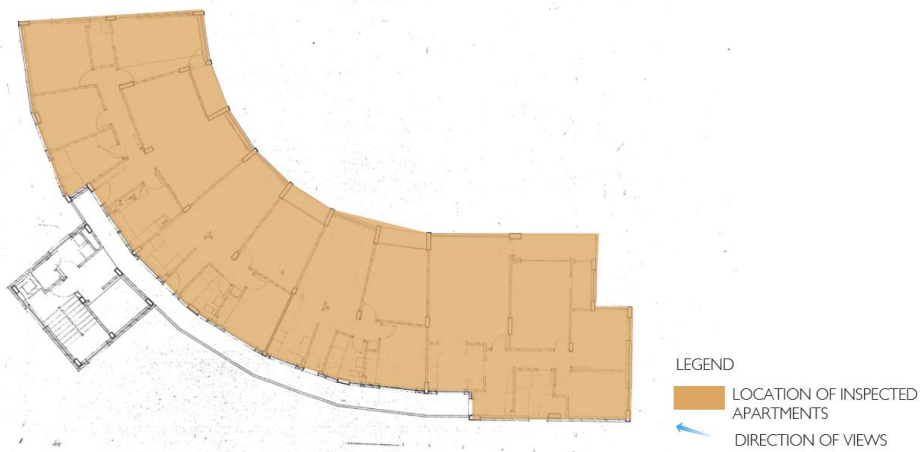 LEGEND
LOCATION OF INSPECTED
APARTMENTS
DIRECTION OF VIEWS